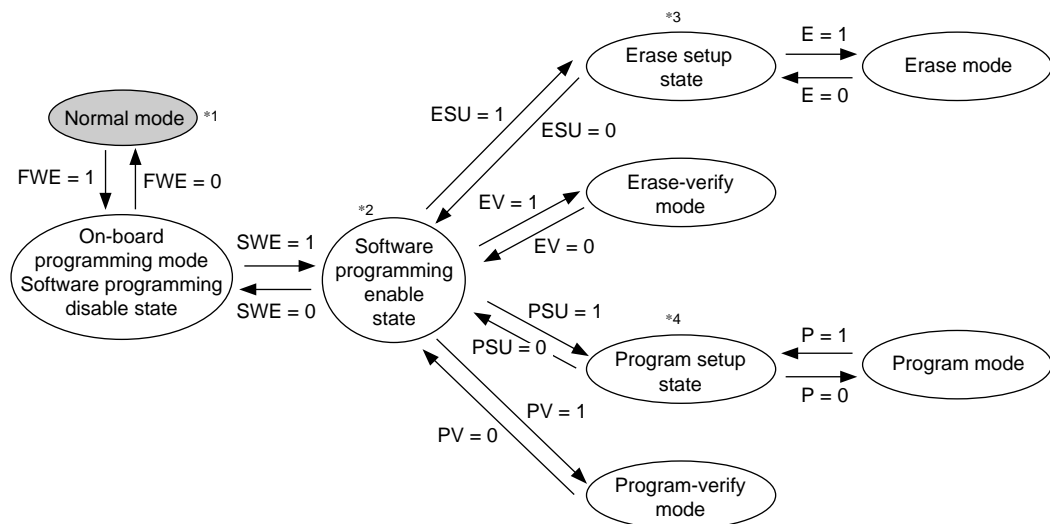 *3
Erase setup
state
E = 1
E = 0
Erase mode
Normal mode *1
ESU = 1
ESU = 0
FWE = 1
FWE = 0
Erase-verify
mode
*2
EV = 1
EV = 0
On-board
programming mode
Software programming
disable state
SWE = 1
SWE = 0
Software
programming
enable
state
PSU = 1
PSU = 0
*4
Program setup
state
P = 1
P = 0
Program mode
PV = 1
PV = 0
Program-verify
mode